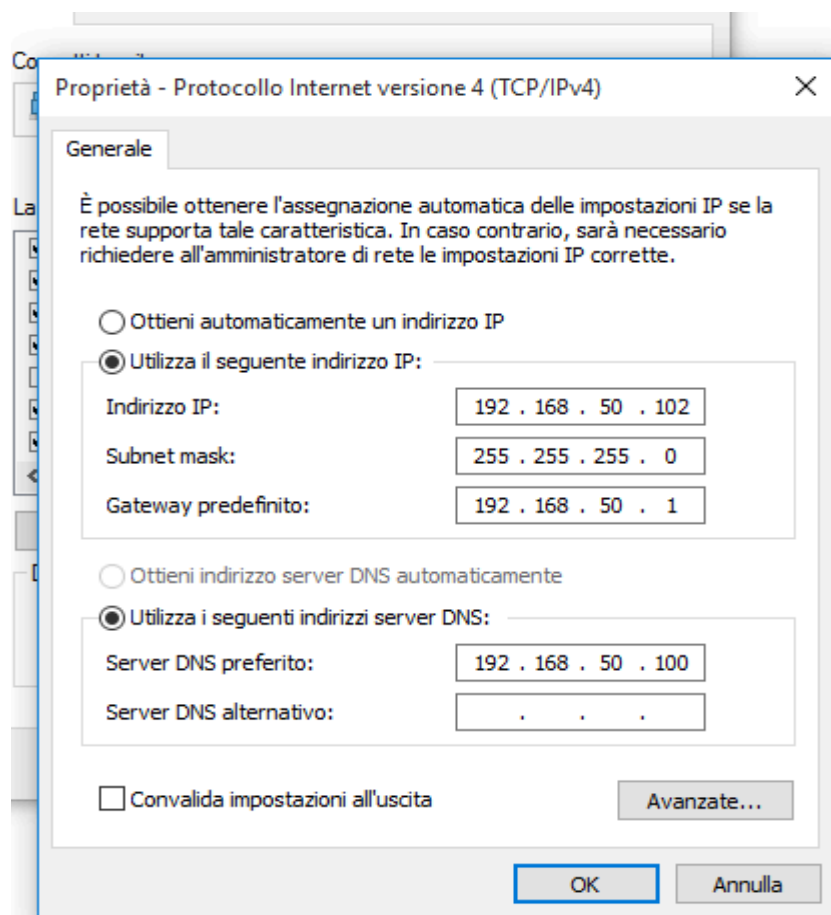 Proprietà - Protocollo Internet versione 4 (TCP/IPv4)
Generale
È possibile ottenere l'assegnazione automatica delle impostazioni IP se la
rete supporta tale caratteristica. In caso contrario, sarà necessario
richiedere all'amministratore di rete le impostazioni IP corrette.
Ottieni automaticamente un indirizzo IP
Utilizza il seguente indirizzo IP:
Indirizzo IP: 192 . 168 . 50 . 102
Subnet mask: 255 . 255 . 255 . 0
Gateway predefinito: 192 . 168 . 50 . 1
Ottieni indirizzo server DNS automaticamente
Utilizza i seguenti indirizzi server DNS:
Server DNS preferito: 192 . 168 . 50 . 100
Server DNS alternativo: . . .
Convalida impostazioni all'uscita
Avanzate...
OK Annulla